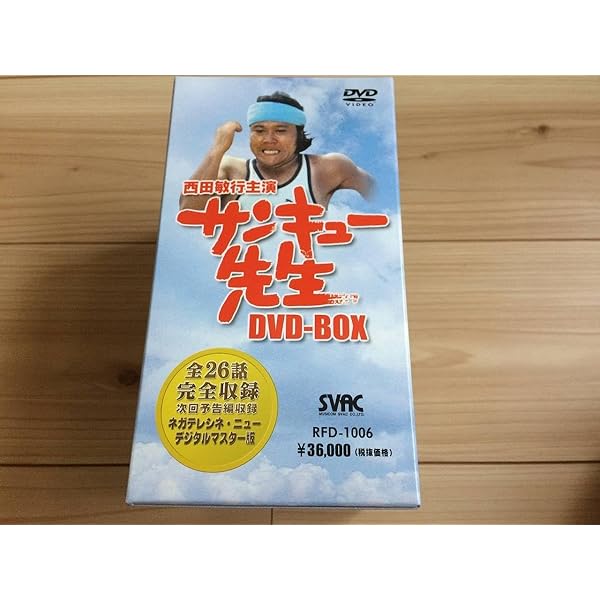 DVD
VIDEO
西田敏行主演
サンキュー
先生
DVD-BOX
全26話
完全収録
次回予告編収録
ネガテレシネ・ニュー
デジタルマスター版
SVAC
MUSICOM SVAC CO.,LTD.
RFD-1006
¥36,000(税抜価格)